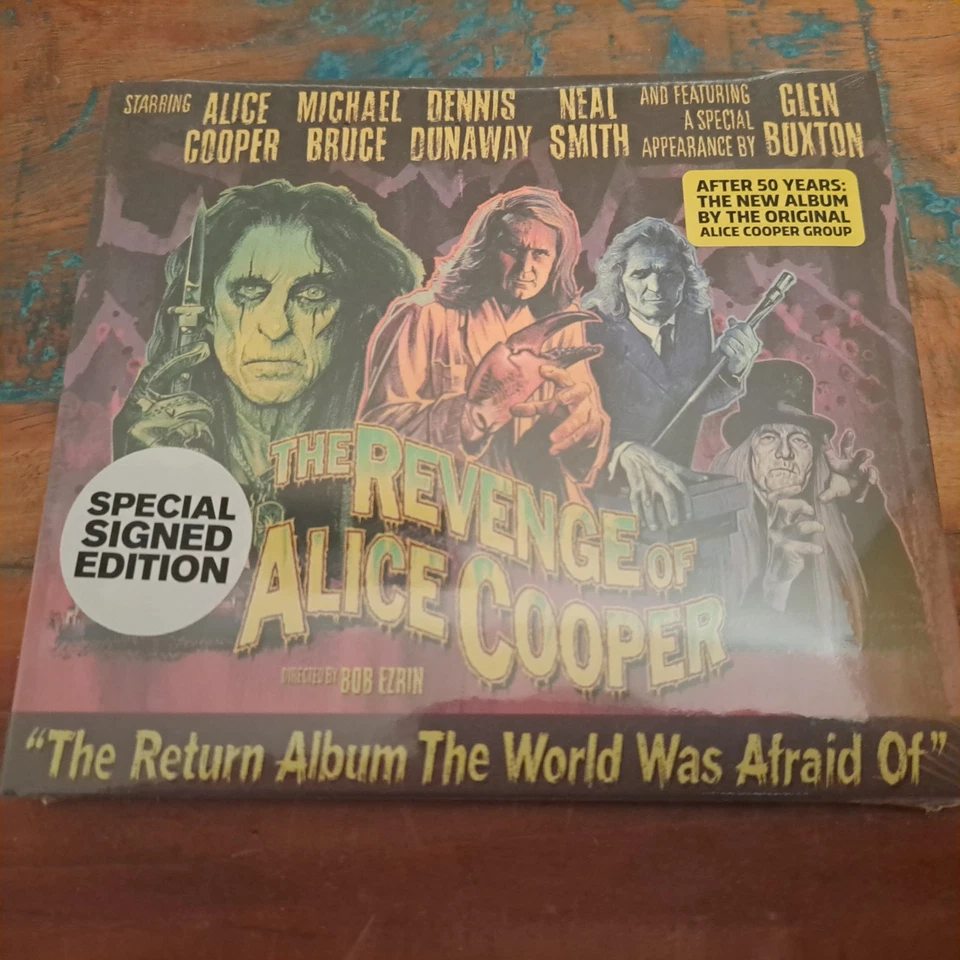 STARRING ALICE COOPER
MICHAEL BRUCE
DENNIS DUNAWAY
NEAL SMITH
AND FEATURING
A SPECIAL
APPEARANCE BY
GLEN BUXTON
AFTER 50 YEARS:
THE NEW ALBUM
BY THE ORIGINAL
ALICE COOPER GROUP
SPECIAL
SIGNED
EDITION
THE REVENGE OF
ALICE COOPER
DIRECTED BY BOB EZRIN
“The Return Album The World Was Afraid Of”